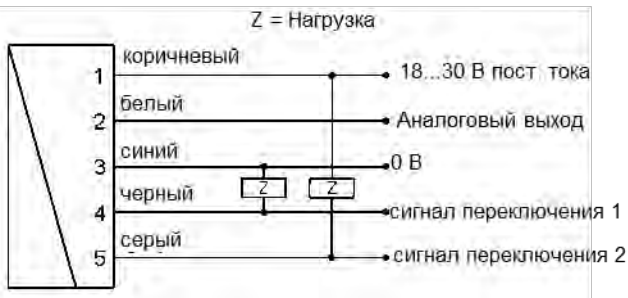 Z = Нагрузка
коричневый
1
18...30 В пост. тока
белый
2
Аналоговый выход
синий
3
0 В
Z
Z
черный
4
сигнал переключения 1
серый
5
сигнал переключения 2